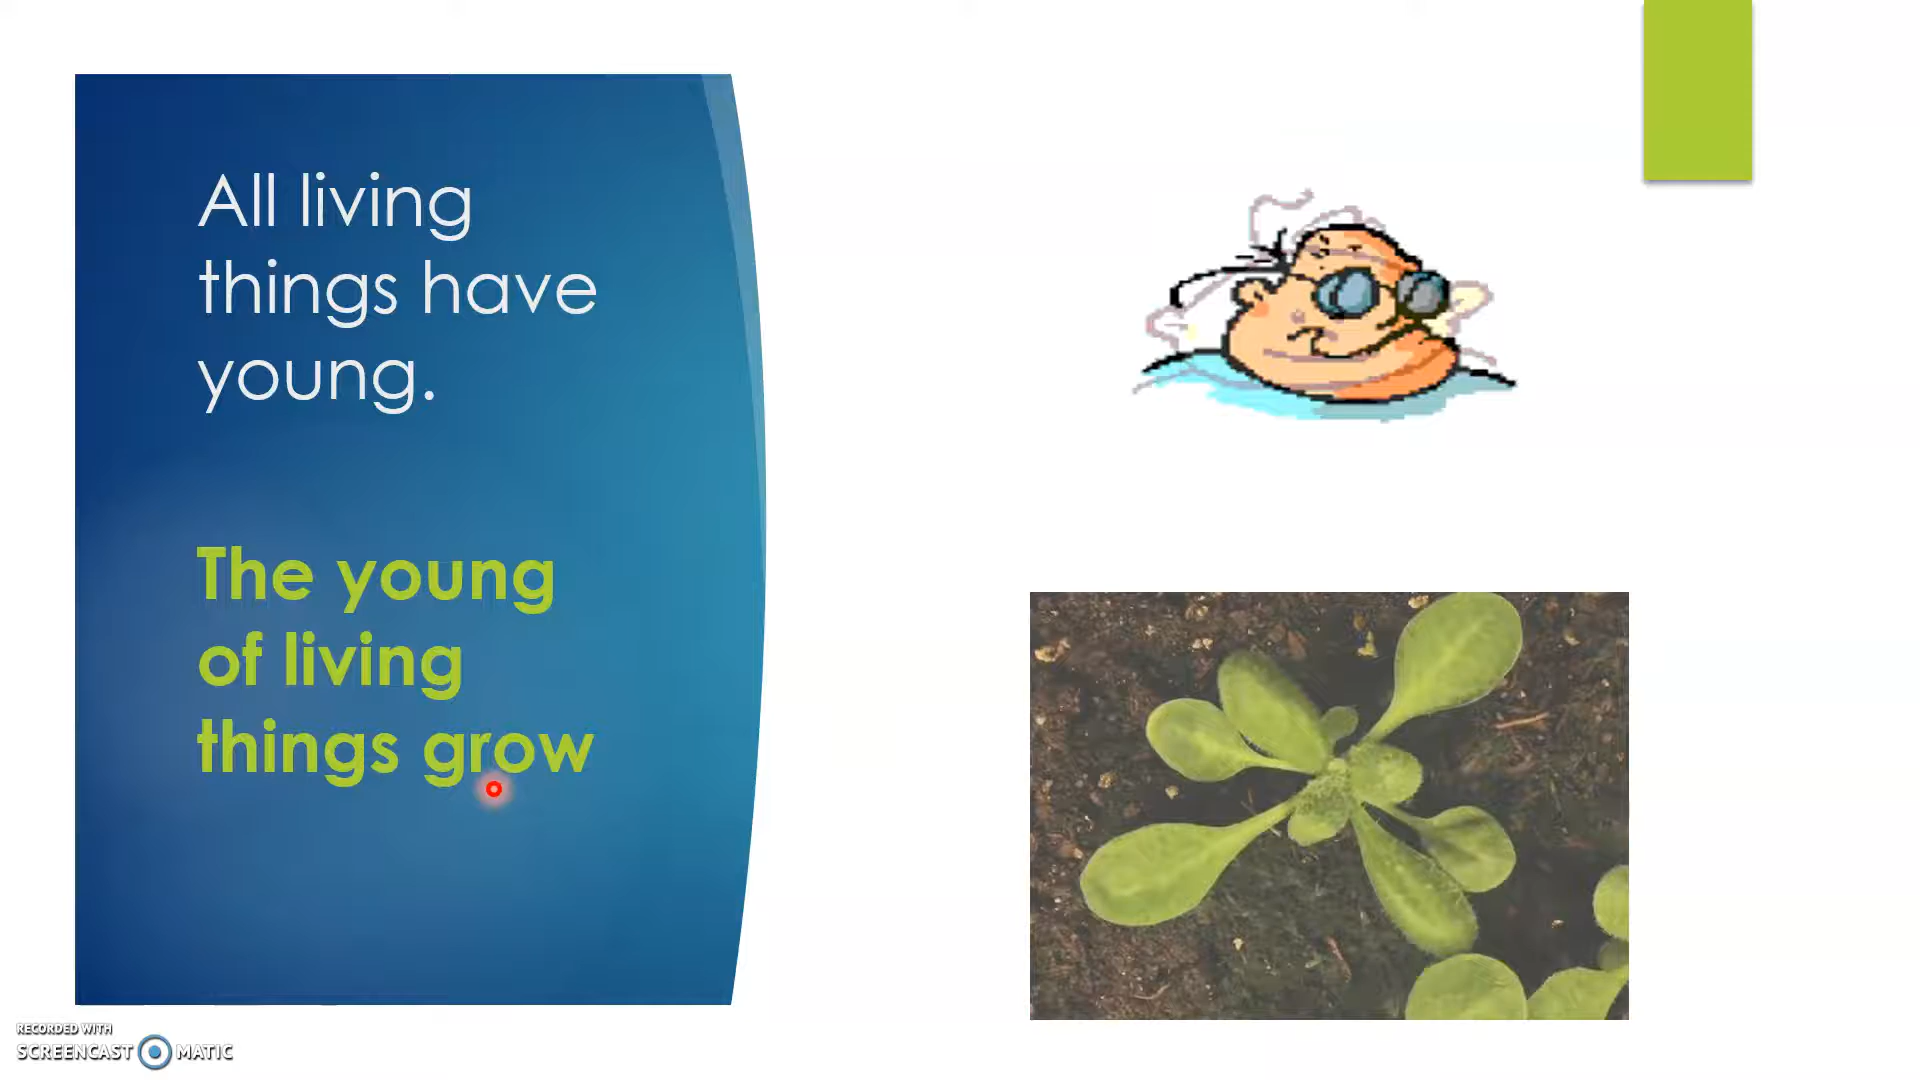 All living
things have
young.
The young
of living
things grow
RECORDED WITH
SCREENCAST MATIC